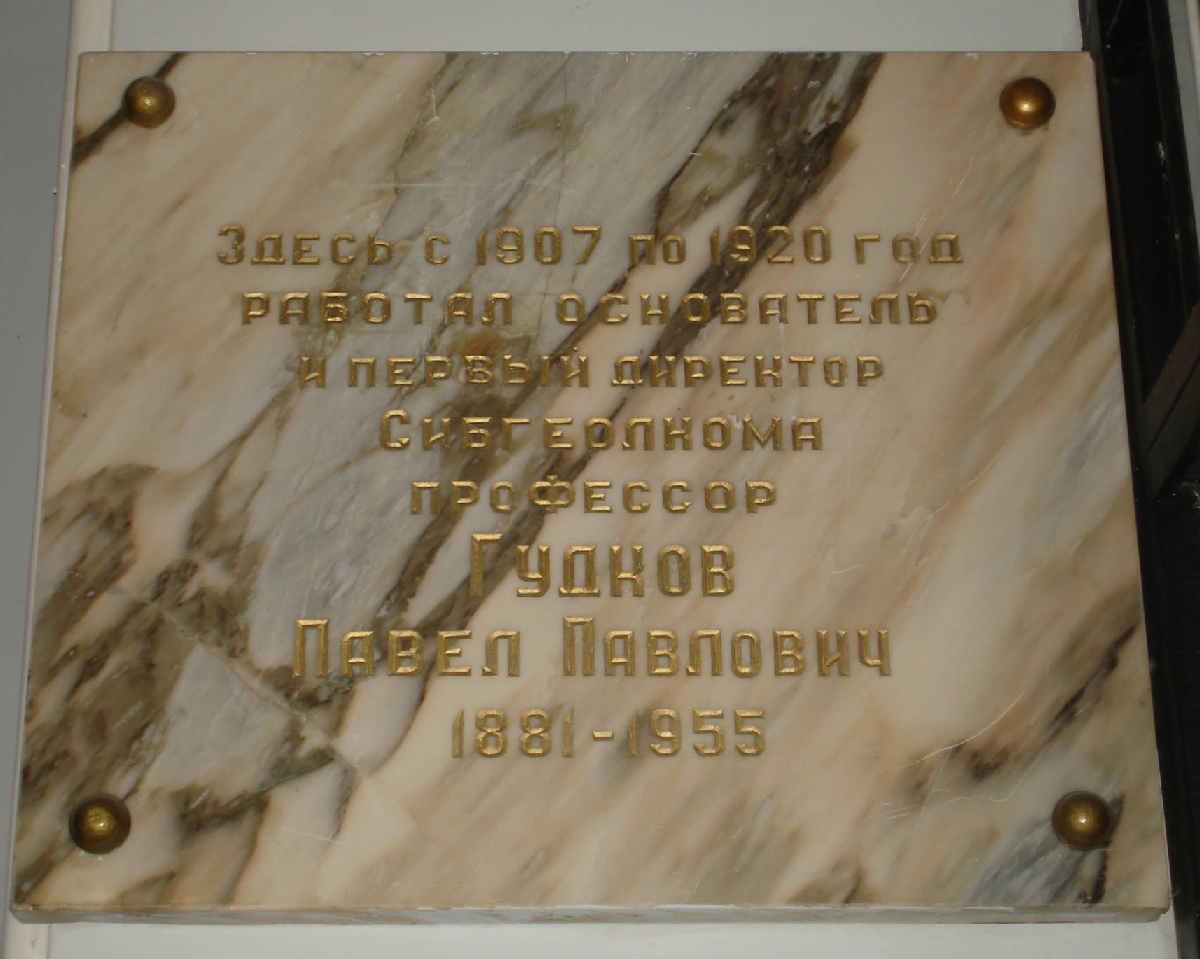 Здесь с 1907 по 1920 год
работал основатель
и первый директор
Сибгеолкома
профессор
Гудков
Павел Павлович
1881-1955